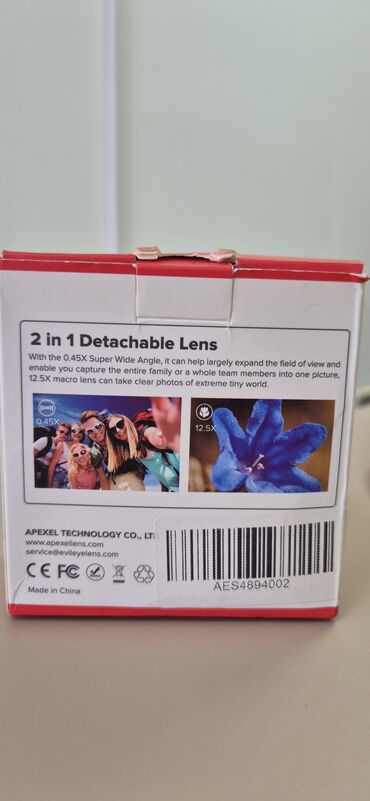 2 in 1 Detachable Lens
With the 0.45X Super Wide Angle, it can help largely expand the field of view and
enable you capture the entire family or a whole team members into one picture,
12.5X macro lens can take clear photos of extreme tiny world.
0.45X
12.5X
APEXEL TECHNOLOGY CO., LT
www.apexellens.com
service@evileyelens.com
CE FC
AES4894002
Made in China